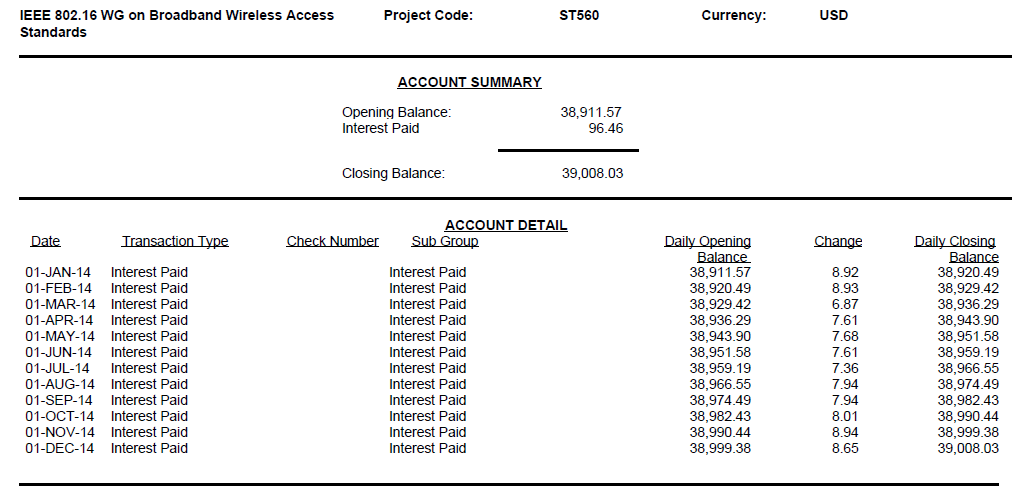 IEEE 802.16 WG on Broadband Wireless Access Standards Project Code: ST560 Currency: USD
ACCOUNT SUMMARY
Opening Balance: 38,911.57
Interest Paid 96.46
Closing Balance: 39,008.03
ACCOUNT DETAIL
Date Transaction Type Check Number Sub Group Daily Opening Balance Change Daily Closing Balance
01-JAN-14 Interest Paid Interest Paid 38,911.57 8.92 38,920.49
01-FEB-14 Interest Paid Interest Paid 38,920.49 8.93 38,929.42
01-MAR-14 Interest Paid Interest Paid 38,929.42 6.87 38,936.29
01-APR-14 Interest Paid Interest Paid 38,936.29 7.61 38,943.90
01-MAY-14 Interest Paid Interest Paid 38,943.90 7.68 38,951.58
01-JUN-14 Interest Paid Interest Paid 38,951.58 7.61 38,959.19
01-JUL-14 Interest Paid Interest Paid 38,959.19 7.36 38,966.55
01-AUG-14 Interest Paid Interest Paid 38,966.55 7.94 38,974.49
01-SEP-14 Interest Paid Interest Paid 38,974.49 7.94 38,982.43
01-OCT-14 Interest Paid Interest Paid 38,982.43 8.01 38,990.44
01-NOV-14 Interest Paid Interest Paid 38,990.44 8.94 38,999.38
01-DEC-14 Interest Paid Interest Paid 38,999.38 8.65 39,008.03